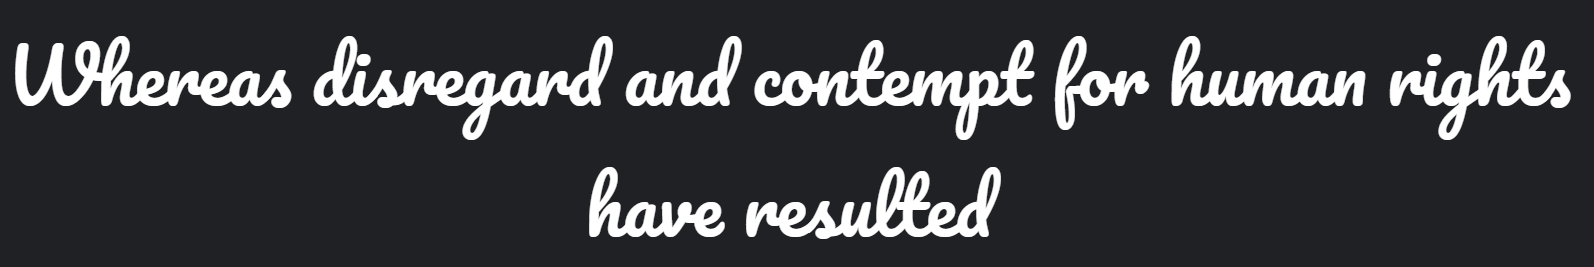 Whereas disregard and contempt for human rights
have resulted